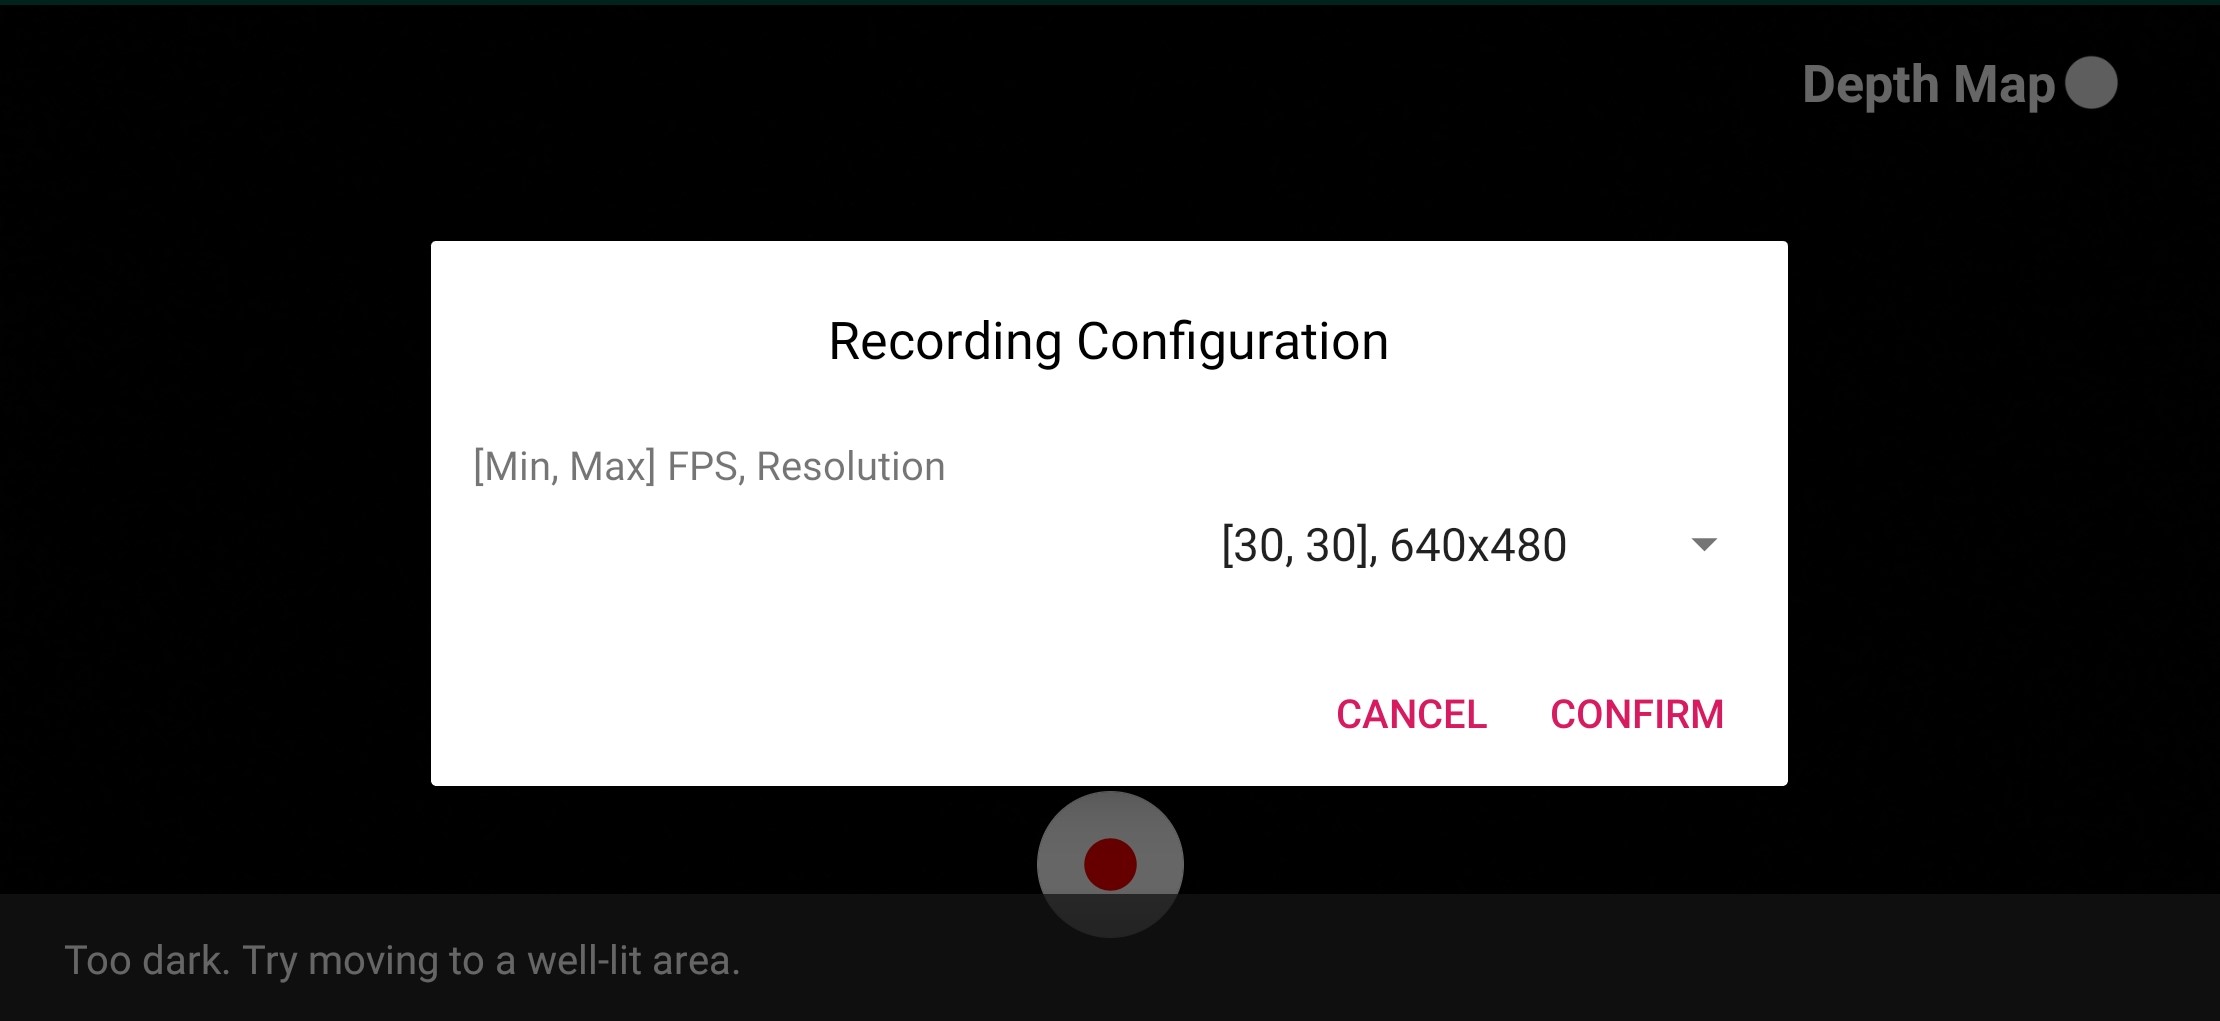 Depth Map
Recording Configuration
[Min, Max] FPS, Resolution
[30, 30], 640x480
CANCEL CONFIRM
Too dark. Try moving to a well-lit area.